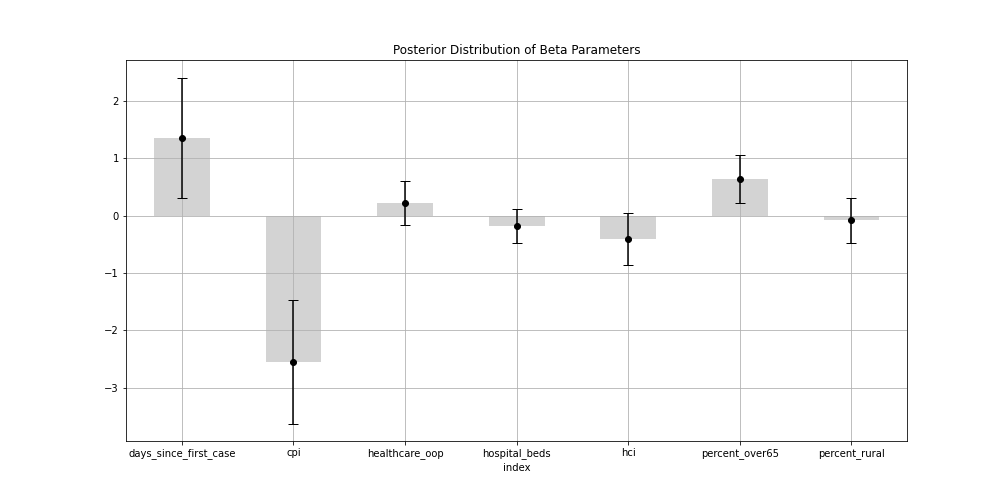 Posterior Distribution of Beta Parameters
2
1
0
−1
−2
−3
days_since_first_case cpi healthcare_oop hospital_beds hci percent_over65 percent_rural
index